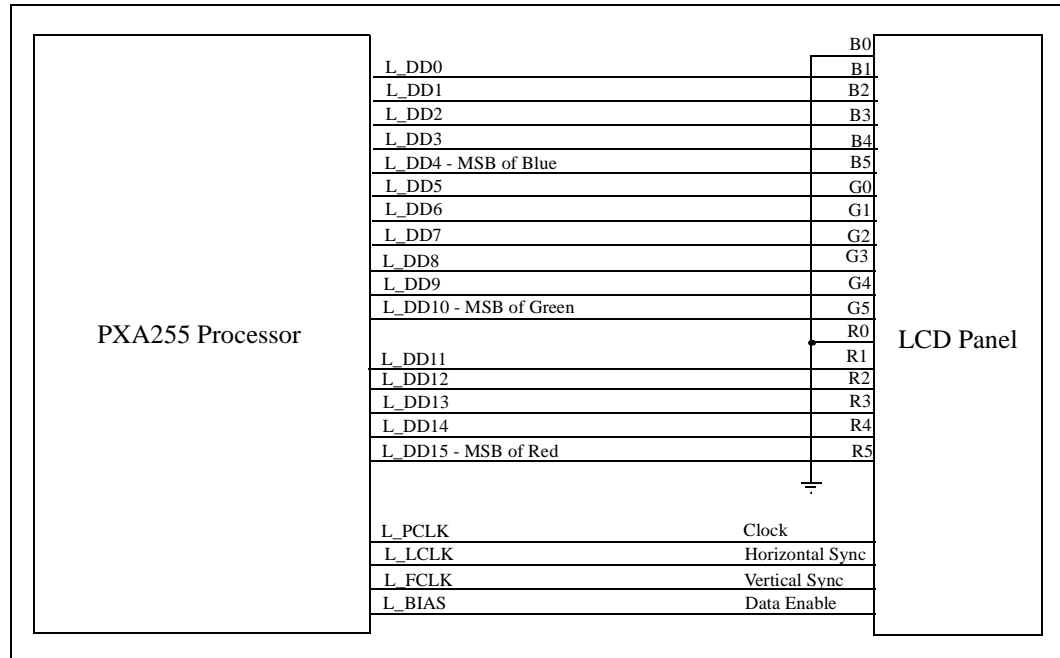 B0
L_DD0 B1
L_DD1 B2
L_DD2 B3
L_DD3 B4
L_DD4 - MSB of Blue B5
L_DD5 G0
L_DD6 G1
L_DD7 G2
L_DD8 G3
L_DD9 G4
L_DD10 - MSB of Green G5
PXA255 Processor R0 LCD Panel
L_DD11 R1
L_DD12 R2
L_DD13 R3
L_DD14 R4
L_DD15 - MSB of Red R5
L_PCLK Clock
L_LCLK Horizontal Sync
L_FCLK Vertical Sync
L_BIAS Data Enable